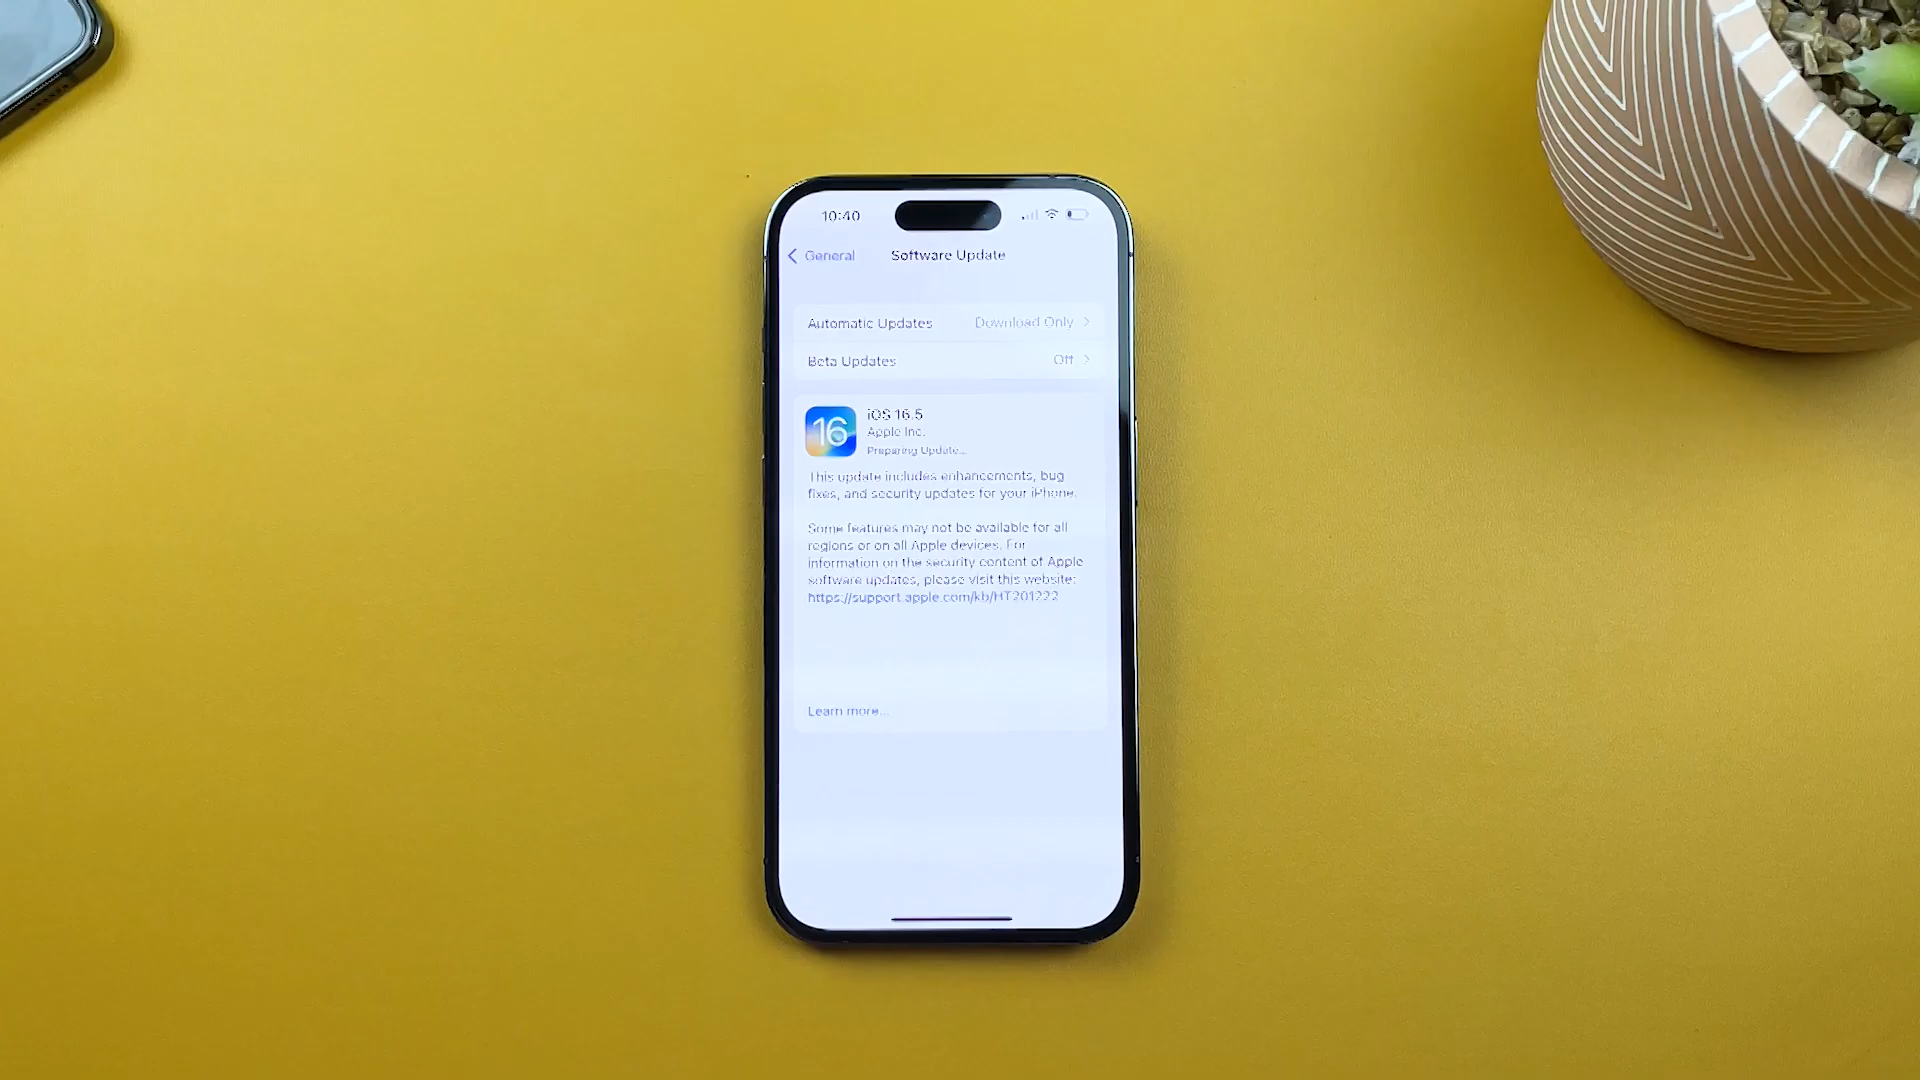 10:40
General
Software Update
Automatic Updates
Download Only
Beta Updates
Off
16
iOS 16.5
Apple Inc.
Preparing Update...
This update includes enhancements, bug
fixes, and security updates for your iPhone.
Some features may not be available for all
regions or on all Apple devices. For
information on the security content of Apple
software updates, please visit this website:
https://support.apple.com/kb/HT201222
Learn more...